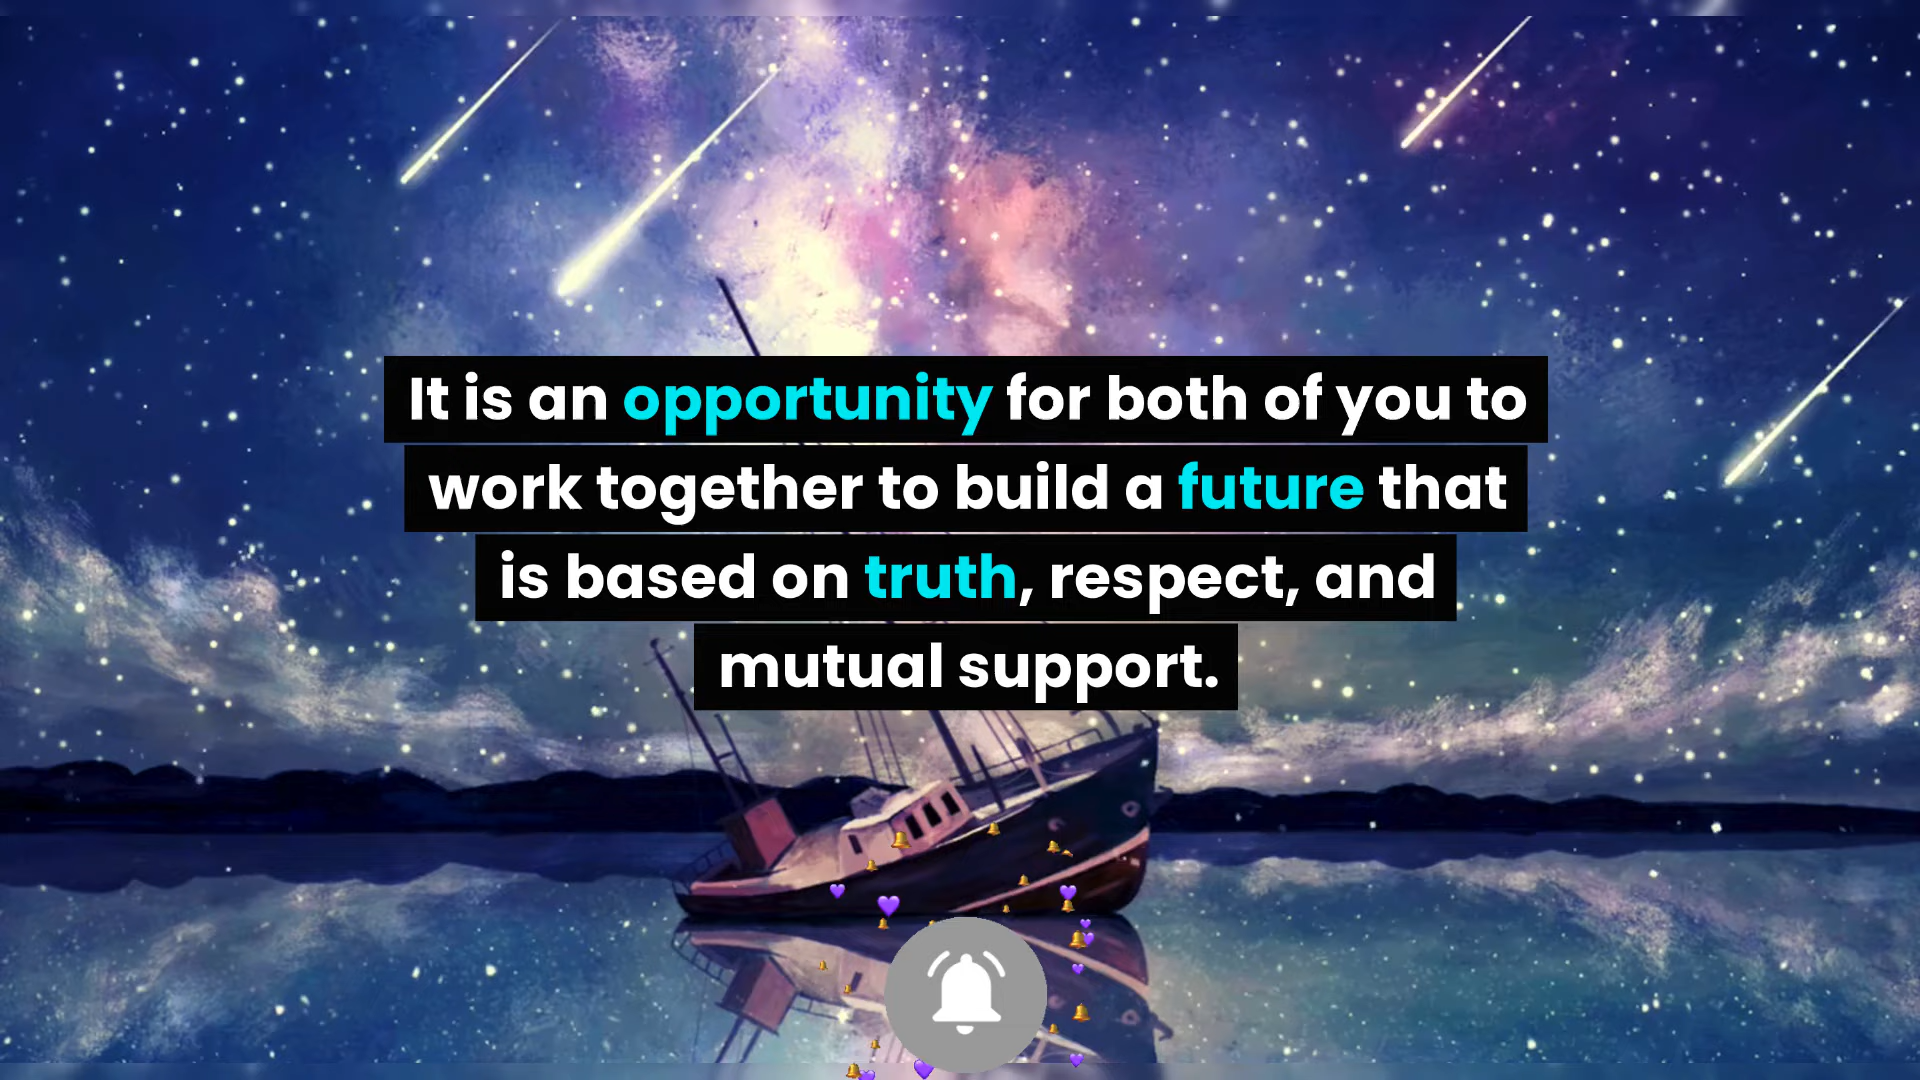 It is an opportunity for both of you to
work together to build a future that
is based on truth, respect, and
mutual support.